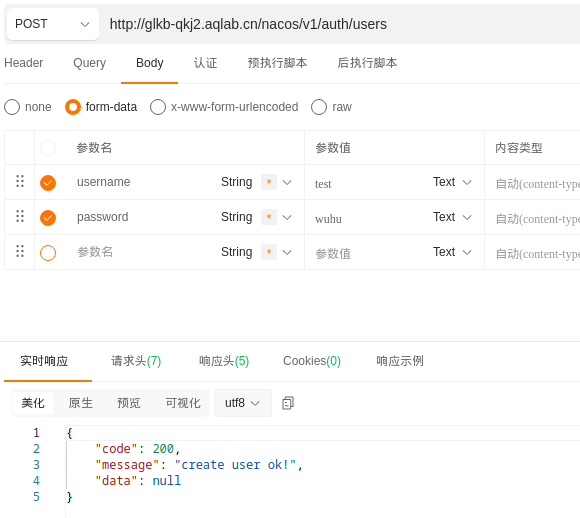 POST http://glkb-qkj2.aqlab.cn/nacos/v1/auth/users
Header Query Body 认证 预执行脚本 后执行脚本
none form-data x-www-form-urlencoded raw
参数名 参数值 内容类型
username String * test Text 自动(content-type
password String * wuhu Text 自动(content-type
参数名 String * 参数值 Text 自动(content-type
实时响应 请求头(7) 响应头(5) Cookies(0) 响应示例
美化 原生 预览 可视化 utf8
1 {
2 "code": 200,
3 "message": "create user ok!",
4 "data": null
5 }